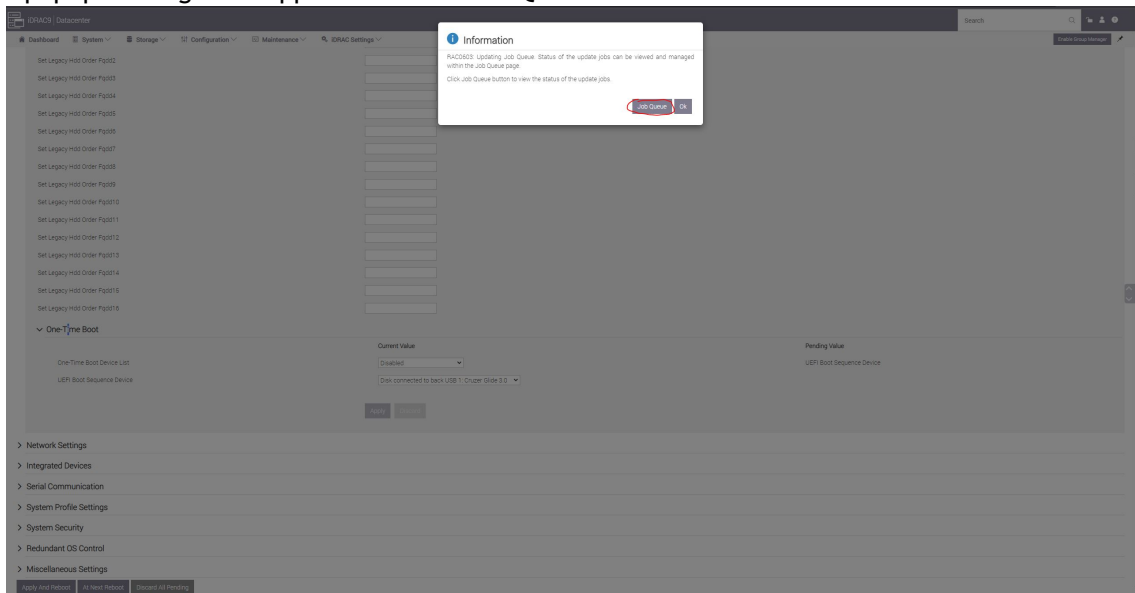 iDRAC9 | Datacenter
Search
Dashboard System Storage Configuration Maintenance iDRAC Settings
Enable Group Manager
Information
RAC0603: Updating Job Queue. Status of the update jobs can be viewed and managed
within the Job Queue page.
Click Job Queue button to view the status of the update jobs.
Job Queue Ok
Set Legacy Hdd Order Fqdd2
Set Legacy Hdd Order Fqdd3
Set Legacy Hdd Order Fqdd4
Set Legacy Hdd Order Fqdd5
Set Legacy Hdd Order Fqdd6
Set Legacy Hdd Order Fqdd7
Set Legacy Hdd Order Fqdd8
Set Legacy Hdd Order Fqdd9
Set Legacy Hdd Order Fqdd10
Set Legacy Hdd Order Fqdd11
Set Legacy Hdd Order Fqdd12
Set Legacy Hdd Order Fqdd13
Set Legacy Hdd Order Fqdd14
Set Legacy Hdd Order Fqdd15
Set Legacy Hdd Order Fqdd16
One-Time Boot
Current Value Pending Value
One-Time Boot Device List Disabled UEFI Boot Sequence Device
UEFI Boot Sequence Device Disk connected to back USB 1: Cruzer Glide 3.0
Apply
Network Settings
Integrated Devices
Serial Communication
System Profile Settings
System Security
Redundant OS Control
Miscellaneous Settings
Apply And Reboot At Next Reboot Discard All Pending